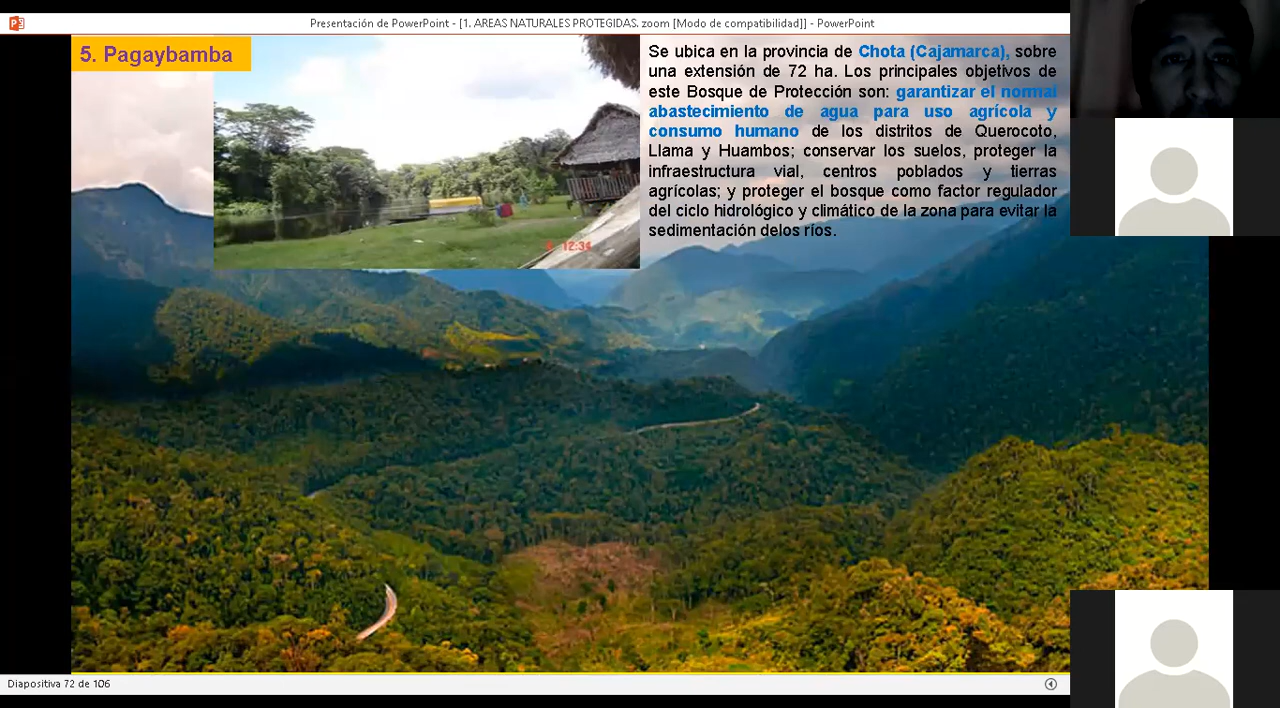 Presentación de PowerPoint - [1. AREAS NATURALES PROTEGIDAS. zoom [Modo de compatibilidad]] - PowerPoint
5. Pagaybamba
Se ubica en la provincia de Chota (Cajamarca), sobre
una extensión de 72 ha. Los principales objetivos de
este Bosque de Protección son: garantizar el normal
abastecimiento de agua para uso agrícola y
consumo humano de los distritos de Querocoto,
Llama y Huambos; conservar los suelos, proteger la
infraestructura vial, centros poblados y tierras
agrícolas; y proteger el bosque como factor regulador
del ciclo hidrológico y climático de la zona para evitar la
sedimentación delos ríos.
12:34
Diapositiva 72 de 106